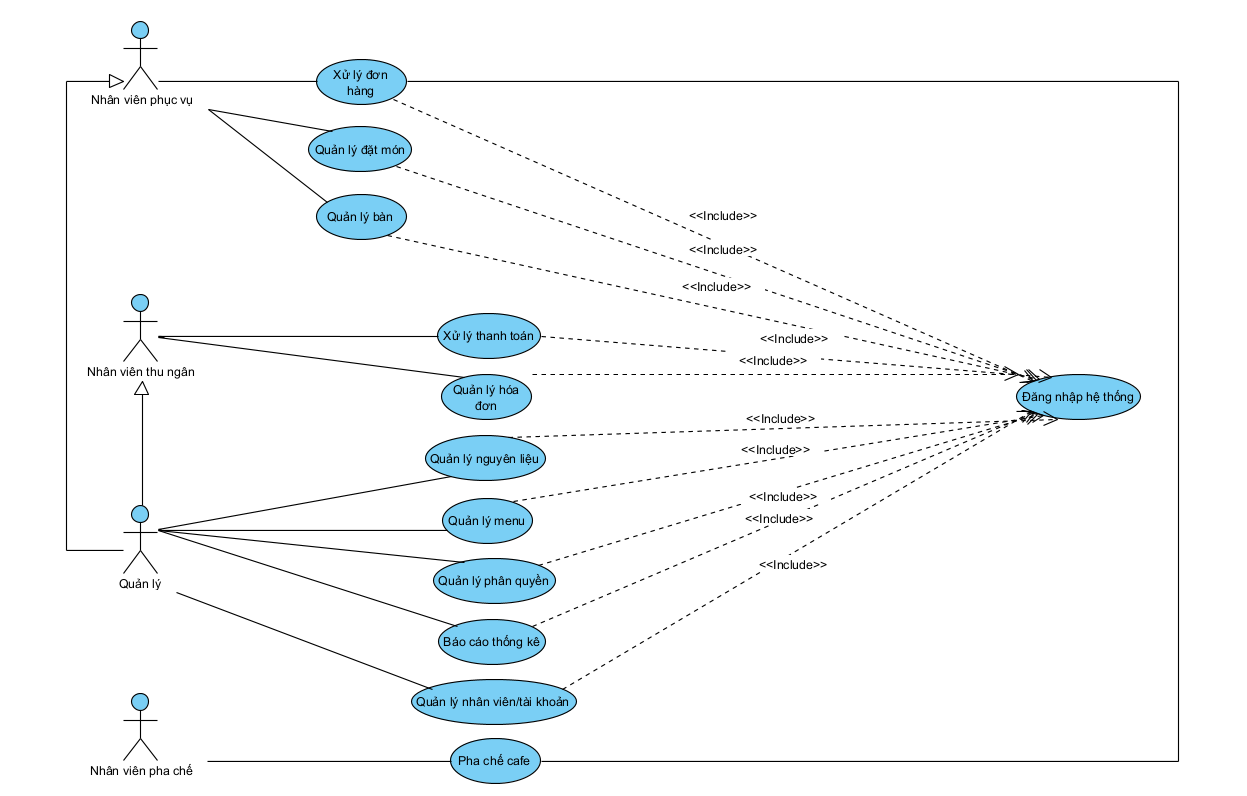 Nhân viên phục vụ
Xử lý đơn
hàng
Quản lý đặt món
Quản lý bàn
<<Include>>
<<Include>>
<<Include>>
Nhân viên thu ngân
Xử lý thanh toán
<<Include>>
<<Include>>
Quản lý hóa
đơn
Đăng nhập hệ thống
<<Include>>
Quản lý nguyên liệu
<<Include>>
Quản lý menu
<<Include>>
<<Include>>
Quản lý
Quản lý phân quyền
<<Include>>
Báo cáo thống kê
Quản lý nhân viên/tài khoản
Nhân viên pha chế
Pha chế cafe